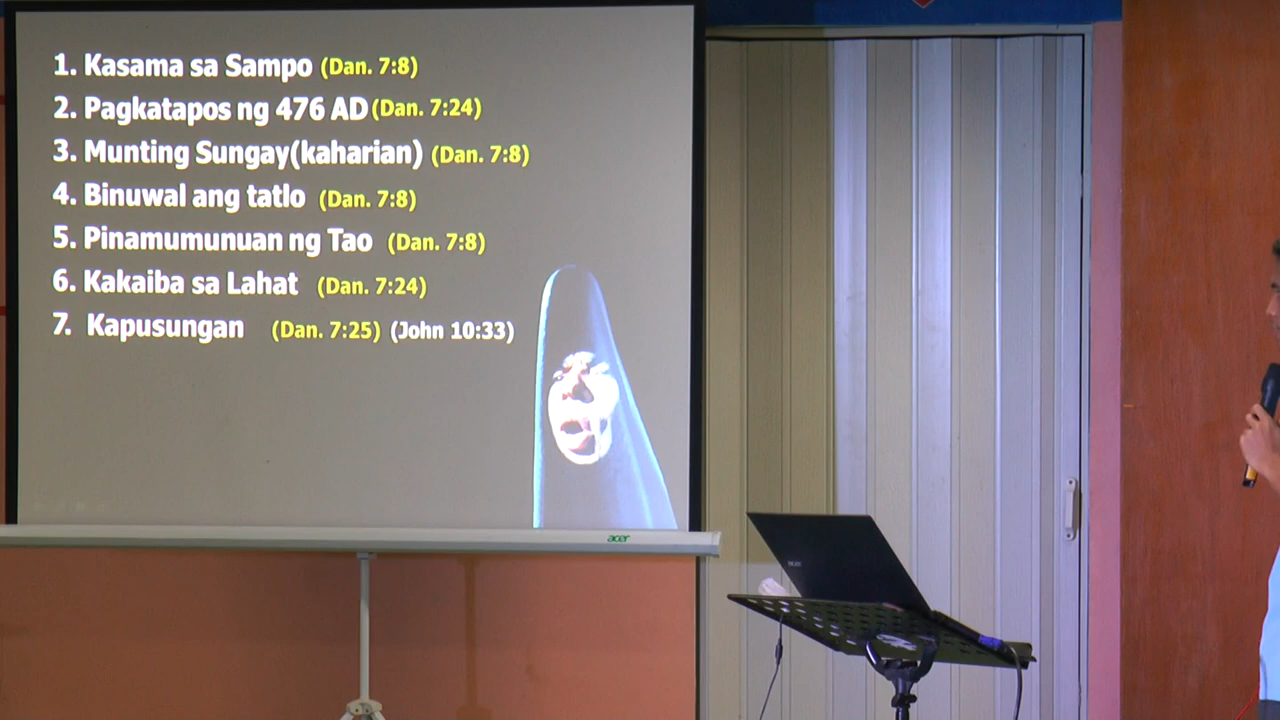 1. Kasama sa Sampo (Dan. 7:8)
2. Pagkatapos ng 476 AD (Dan. 7:24)
3. Munting Sungay(kaharian) (Dan. 7:8)
4. Binuwal ang tatlo (Dan. 7:8)
5. Pinamumunuan ng Tao (Dan. 7:8)
6. Kakaiba sa Lahat (Dan. 7:24)
7. Kapusungan (Dan. 7:25) (John 10:33)
acer